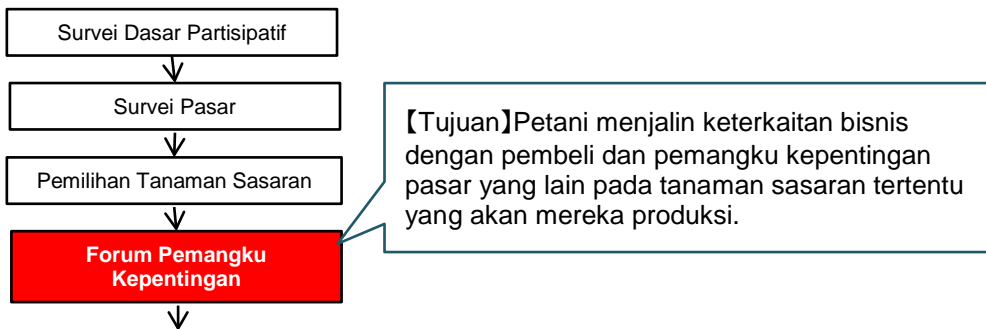 Survei Dasar Partisipatif
Survei Pasar
Pemilihan Tanaman Sasaran
Forum Pemangku
Kepentingan
【Tujuan】Petani menjalin keterkaitan bisnis
dengan pembeli dan pemangku kepentingan
pasar yang lain pada tanaman sasaran tertentu
yang akan mereka produksi.